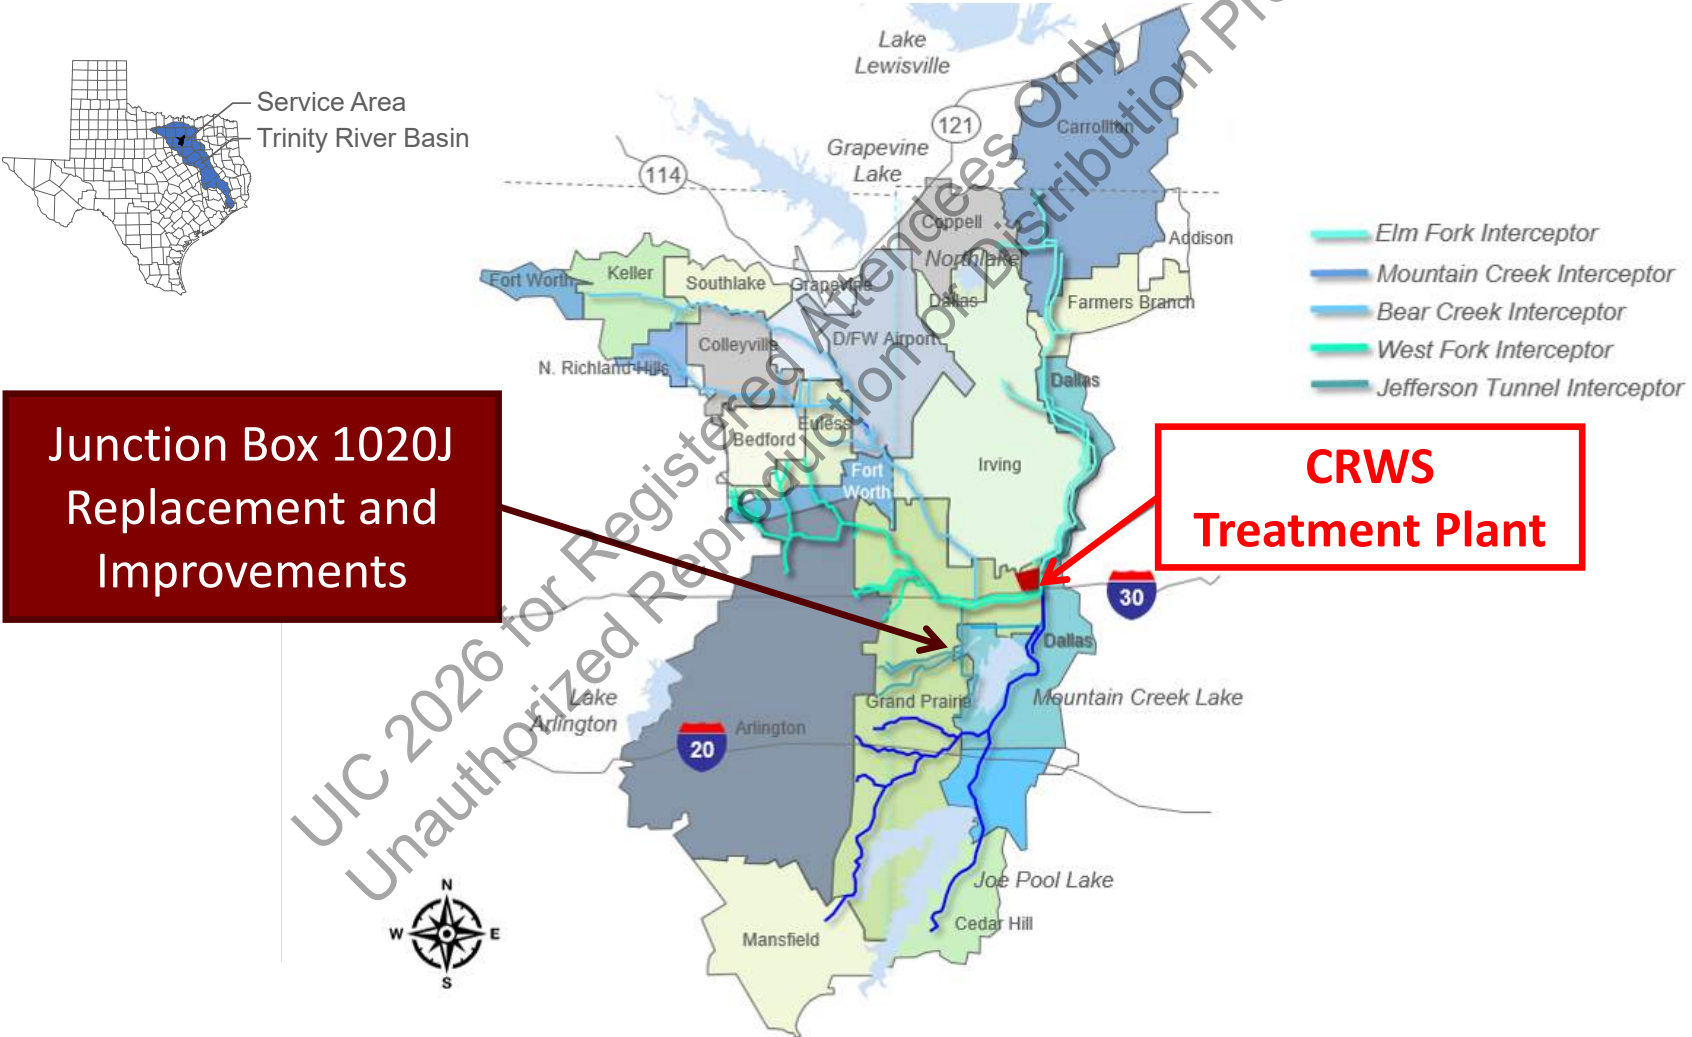 Service Area
Trinity River Basin
Lake
Lewisville
121
Carrollton
Grapevine
Lake
114
Coppell
Addison
Northlake
Elm Fork Interceptor
Mountain Creek Interceptor
Bear Creek Interceptor
West Fork Interceptor
Jefferson Tunnel Interceptor
Fort Worth
Keller
Southlake
Grapevine
Dallas
Farmers Branch
Colleyville
D/FW Airport
N. Richland Hills
Dallas
Junction Box 1020J
Replacement and
Improvements
Euless
Bedford
Fort
Worth
Irving
CRWS
Treatment Plant
30
Dallas
Lake
Arlington
Grand Prairie
Mountain Creek Lake
20
Arlington
Joe Pool Lake
Cedar Hill
Mansfield
N
W
E
S
UIC 2026 for Registered Attendees Only
Unauthorized Reproduction or Distribution